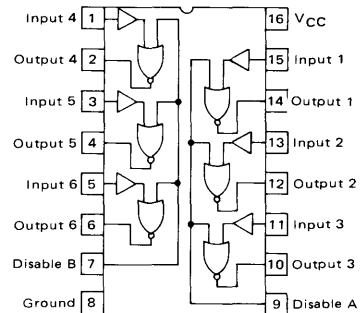 Input 4 1 16 VCC
Output 4 2 15 Input 1
Input 5 3 14 Output 1
Output 5 4 13 Input 2
Input 6 5 12 Output 2
Output 6 6 11 Input 3
Disable B 7 10 Output 3
Ground 8 9 Disable A